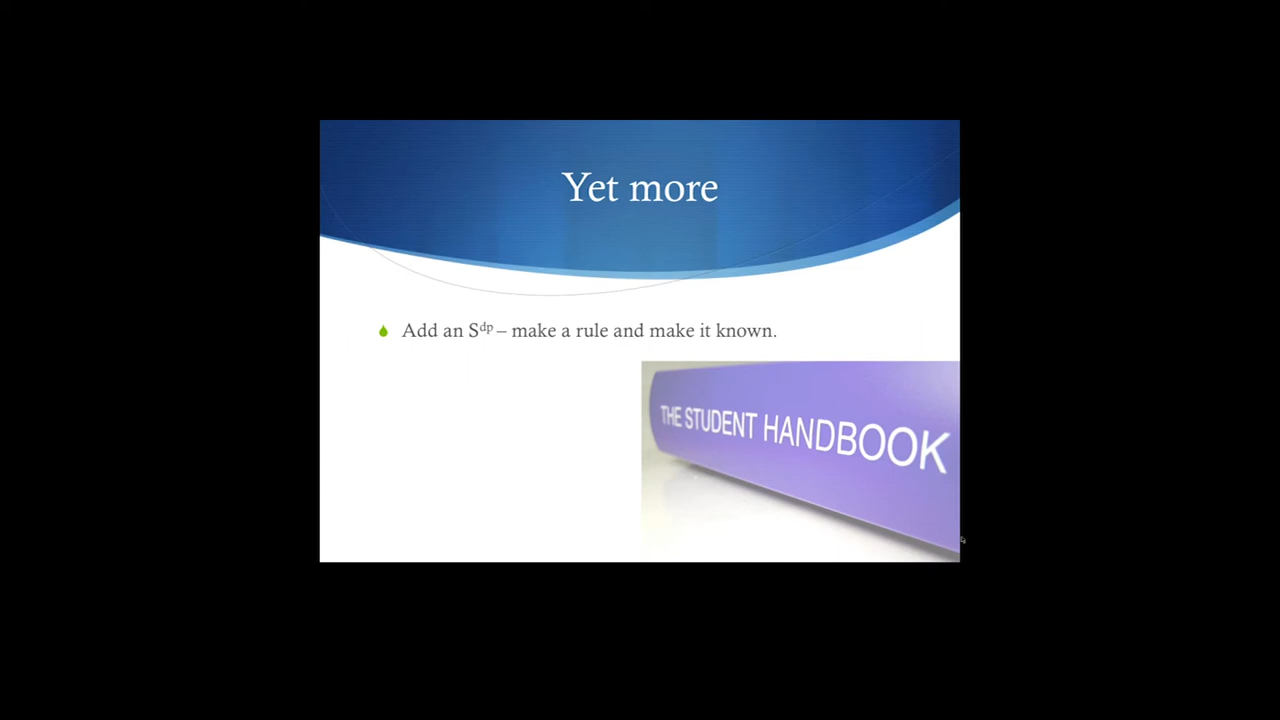 Yet more
Add an Sdp – make a rule and make it known.
THE STUDENT HANDBOOK